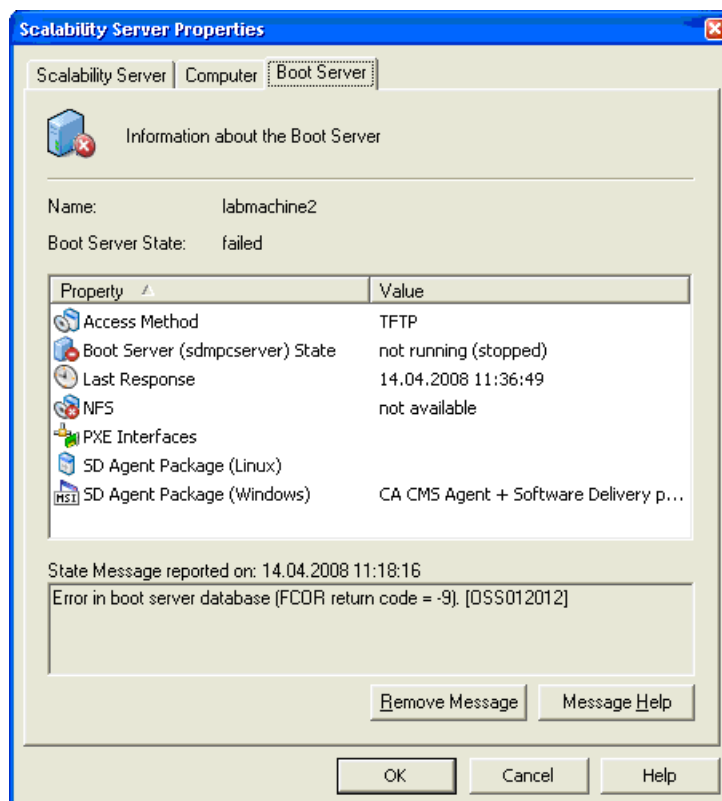 Scalability Server Properties
Scalability Server Computer Boot Server
Information about the Boot Server
Name: labmachine2
Boot Server State: failed
Property Value
Access Method TFTP
Boot Server (sdmpcserver) State not running (stopped)
Last Response 14.04.2008 11:36:49
NFS not available
PXE Interfaces
SD Agent Package (Linux)
MSI SD Agent Package (Windows) CA CMS Agent + Software Delivery p...
State Message reported on: 14.04.2008 11:18:16
Error in boot server database (FCOR return code = -9). [OSS012012]
Remove Message Message Help
OK Cancel Help